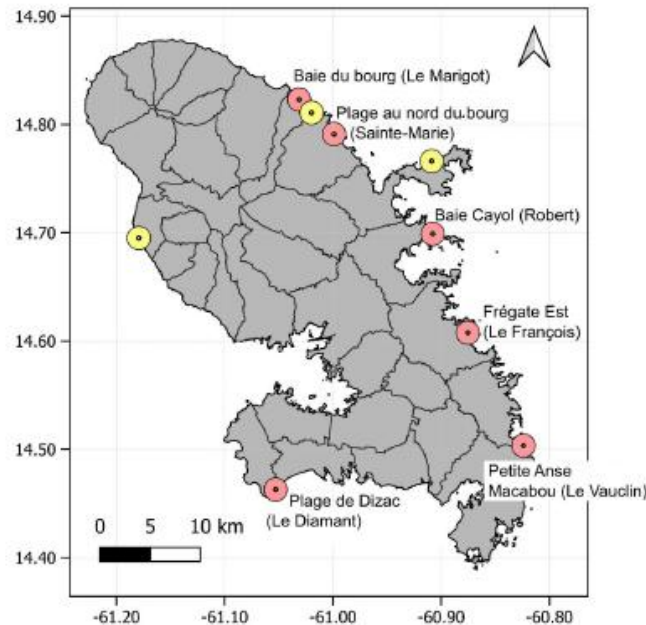 14.90
Baie du bourg (Le Marigot)
14.80
Plage au nord du bourg
(Sainte-Marie)
14.70
Baie Cayol (Robert)
Frégate Est
(Le François)
14.60
14.50
Petite Anse
Macabou (Le Vauclin)
Plage de Dizac
(Le Diamant)
0 5 10 km
14.40
-61.20 -61.10 -61.00 -60.90 -60.80